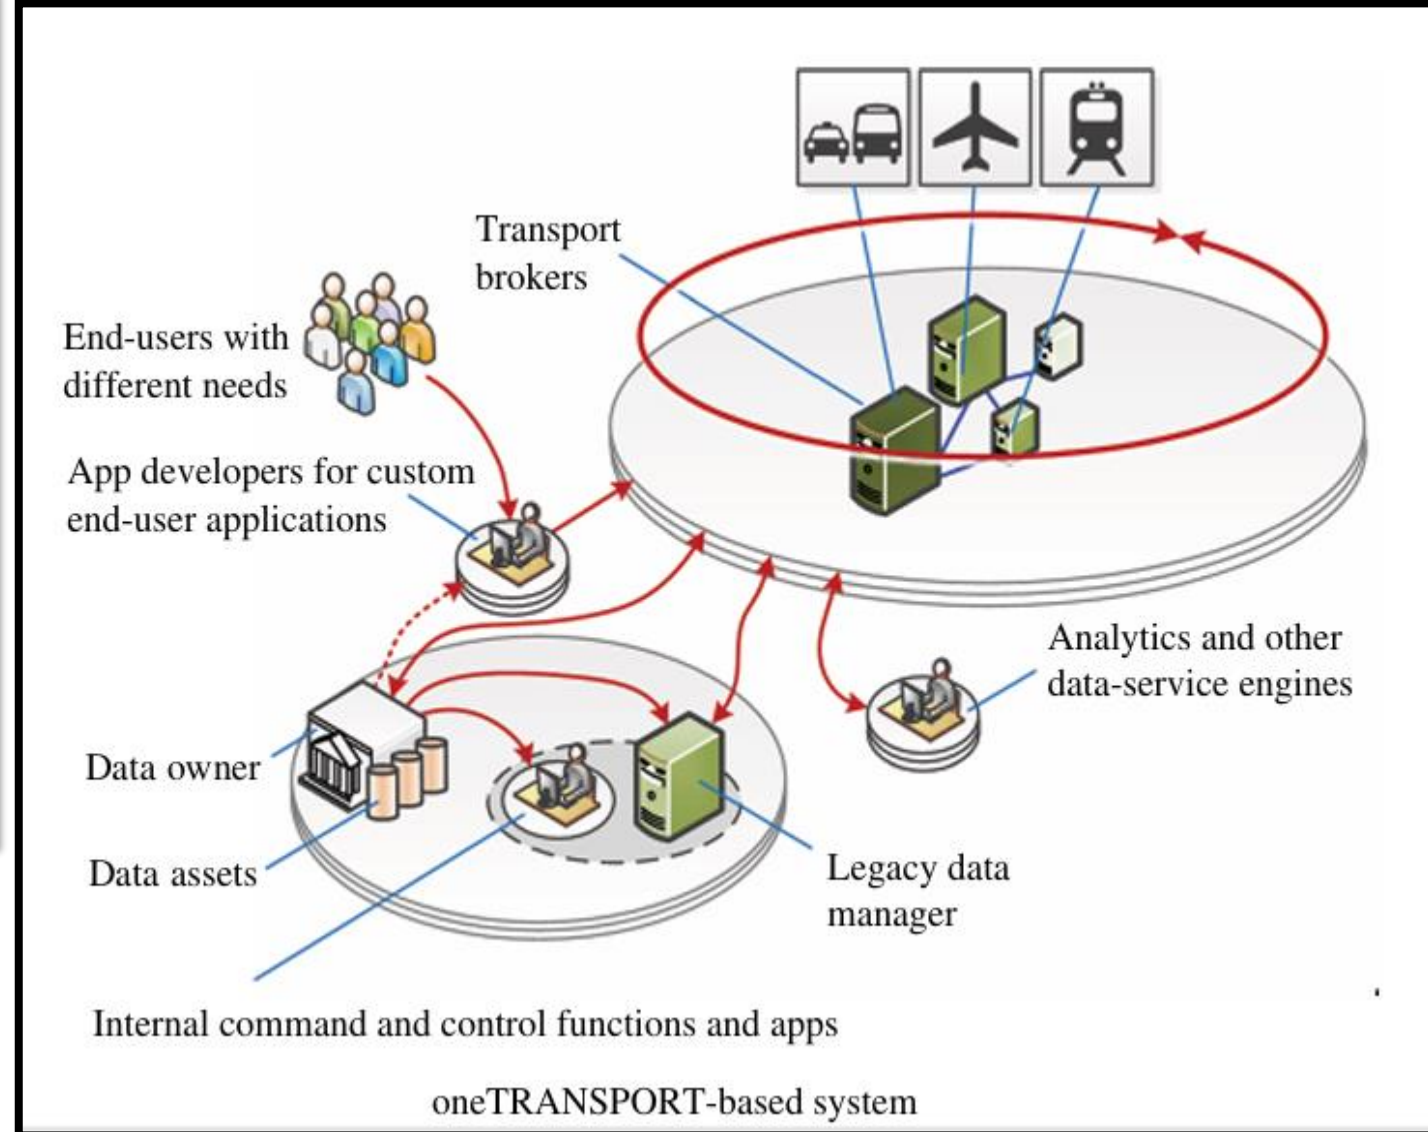 Transport
brokers
End-users with
different needs
App developers for custom
end-user applications
Analytics and other
data-service engines
Data owner
Data assets
Legacy data
manager
Internal command and control functions and apps
oneTRANSPORT-based system